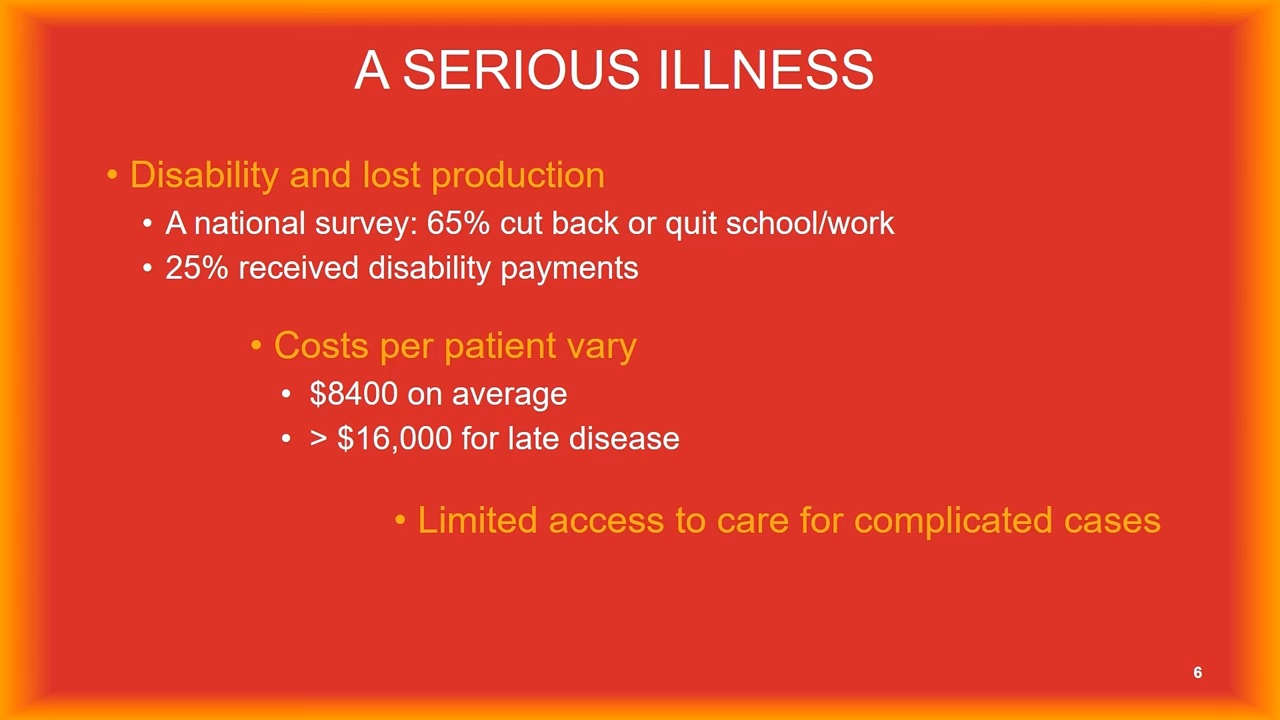 A SERIOUS ILLNESS
• Disability and lost production
• A national survey: 65% cut back or quit school/work
• 25% received disability payments
• Costs per patient vary
• $8400 on average
• > $16,000 for late disease
• Limited access to care for complicated cases
6